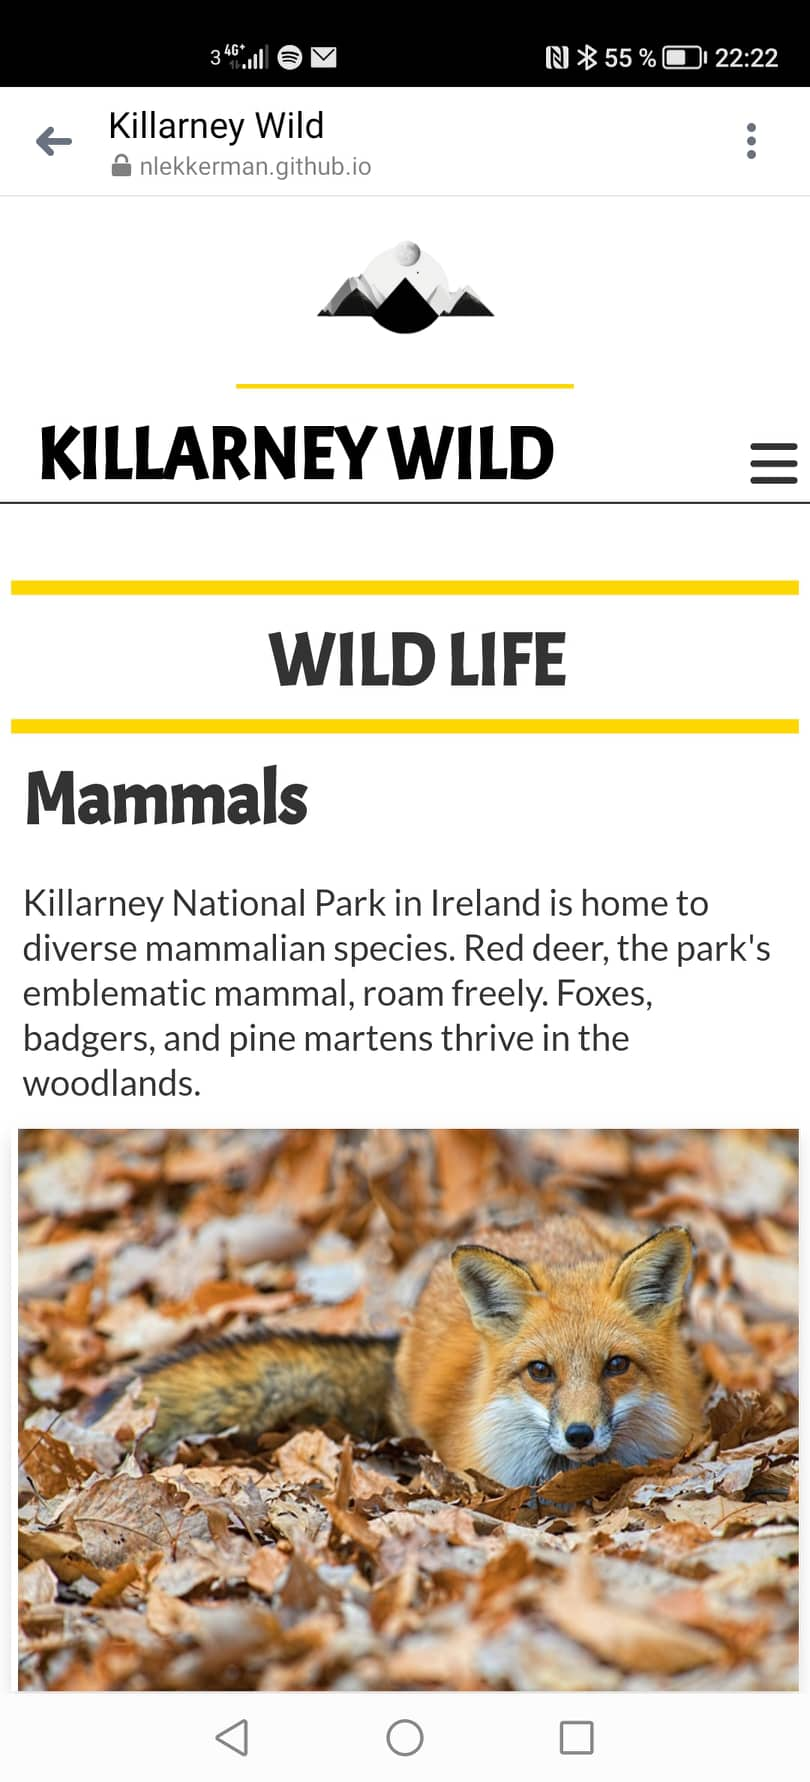 3 4G+ 55 % 22:22
Killarney Wild
nlekkerman.github.io
KILLARNEY WILD
WILD LIFE
Mammals
Killarney National Park in Ireland is home to
diverse mammalian species. Red deer, the park's
emblematic mammal, roam freely. Foxes,
badgers, and pine martens thrive in the
woodlands.